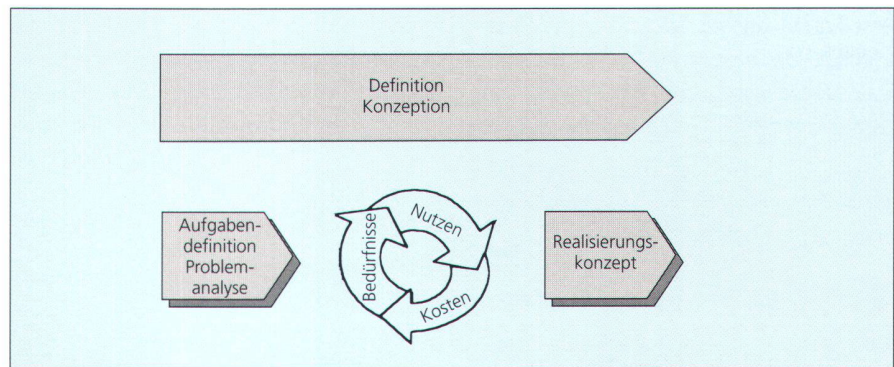 Definition
Konzeption
Aufgaben-
definition
Problem-
analyse
Bedürfnisse
Nutzen
Kosten
Realisierungs-
konzept